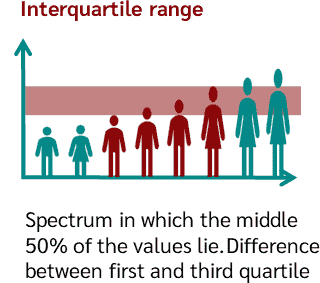 Interquartile range
Spectrum in which the middle
50% of the values lie.Difference
between first and third quartile